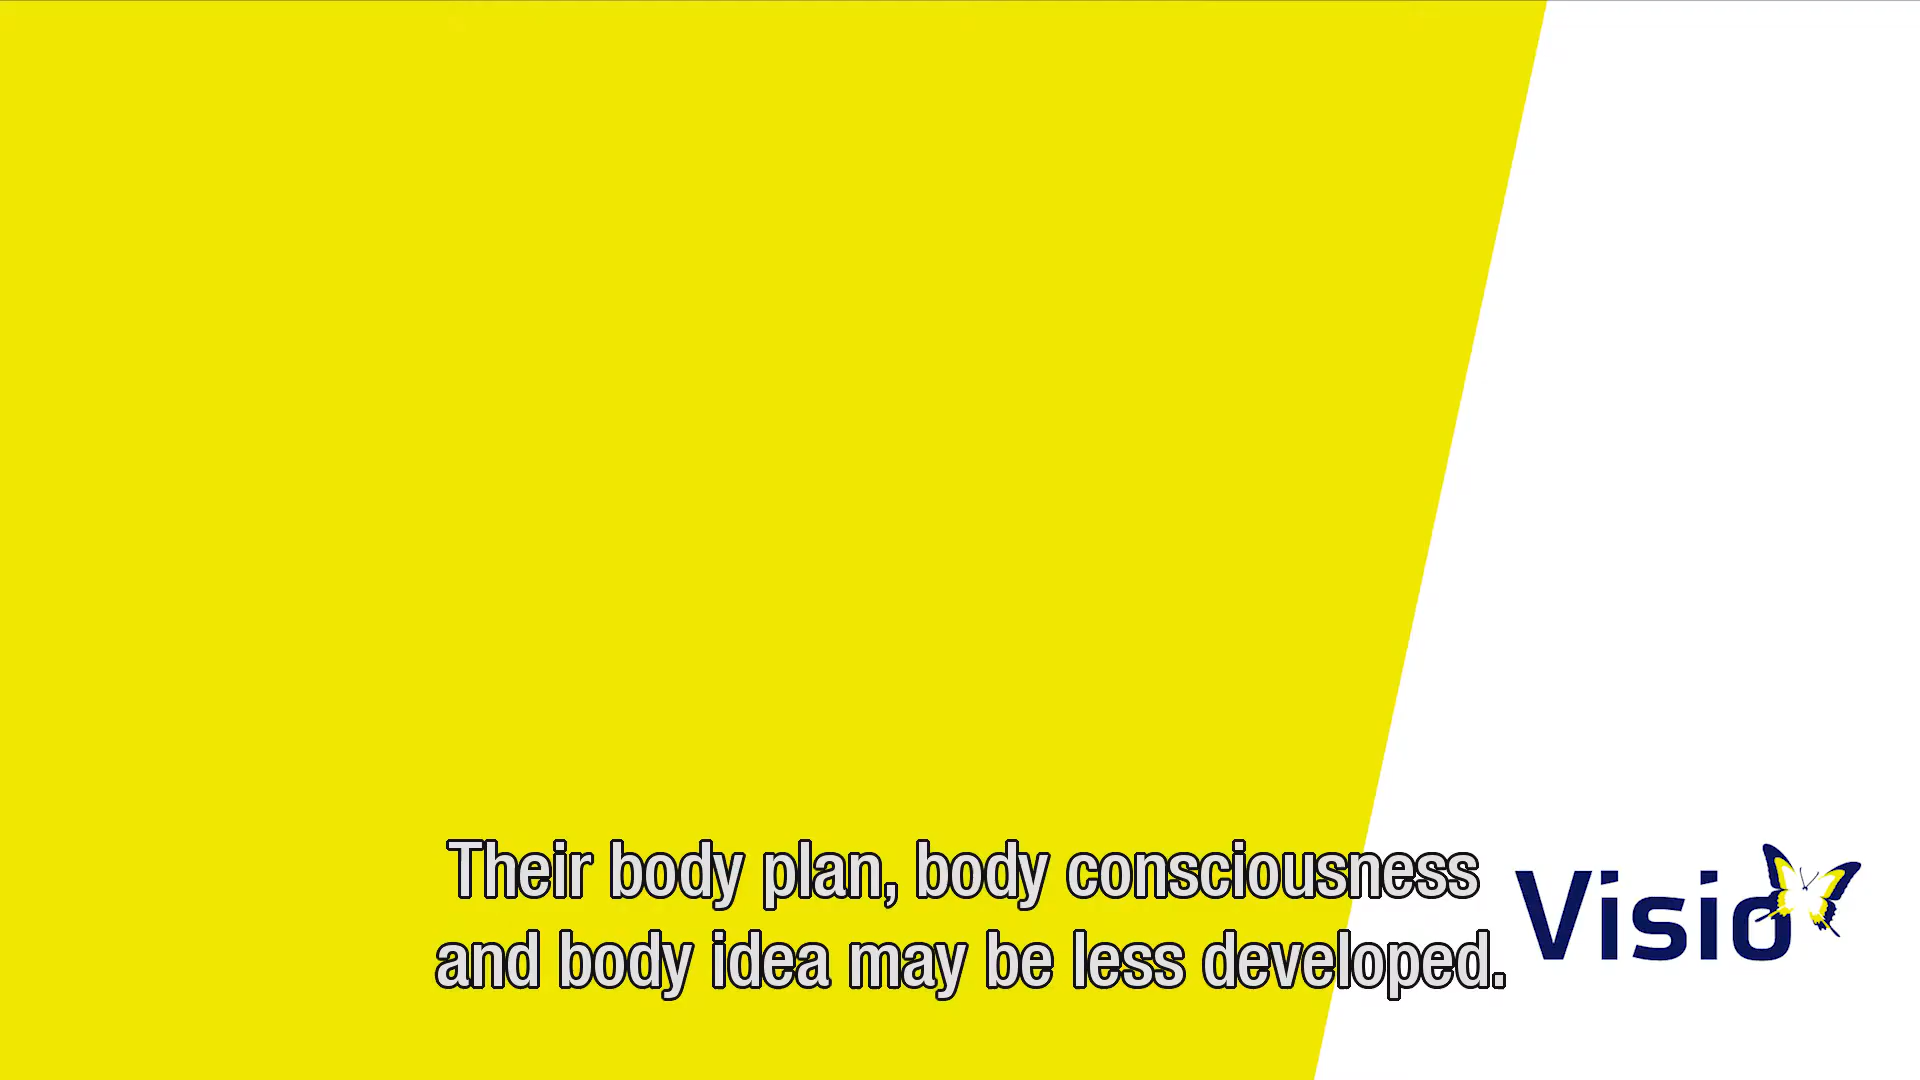 Their body plan, body consciousness
and body idea may be less developed.
Visio